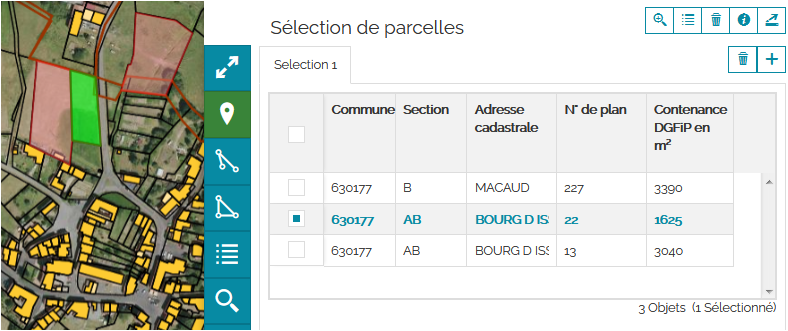 Sélection de parcelles
Selection 1
Commune Section Adresse cadastrale N° de plan Contenance DGFiP en m²
630177 B MACAUD 227 3390
630177 AB BOURG D IS 22 1625
630177 AB BOURG D ISS 13 3040
3 Objets (1 Sélectionné)